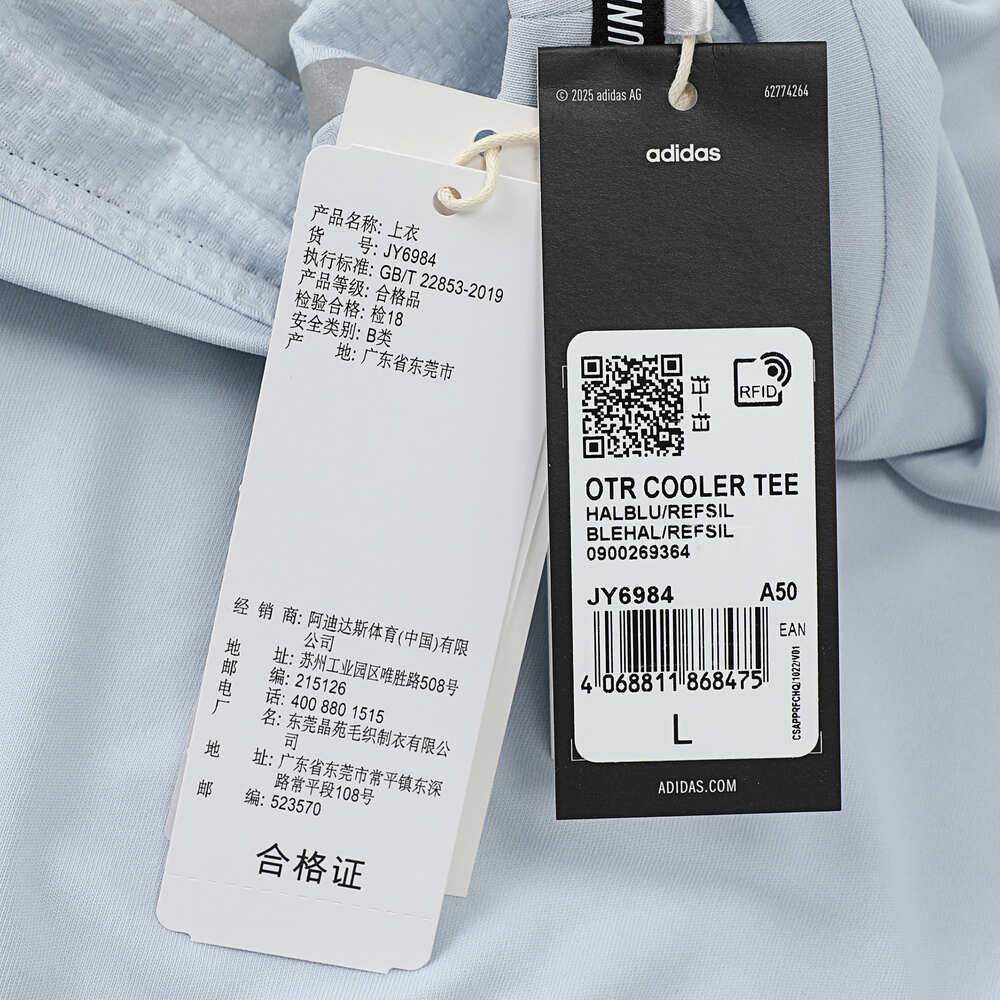 产品名称: 上衣
货 号: JY6984
执行标准: GB/T 22853-2019
产品等级: 合格品
检验合格: 检18
安全类别: B类
产 地: 广东省东莞市
经 销 商: 阿迪达斯体育(中国)有限
公司
地 址: 苏州工业园区唯胜路508号
邮 编: 215126
电 话: 400 880 1515
厂 名: 东莞晶苑毛织制衣有限公
司
地 址: 广东省东莞市常平镇东深
路常平段108号
邮 编: 523570
合格证
UNI
© 2025 adidas AG
62774264
adidas
扫一扫
RFID
OTR COOLER TEE
HALBLU/REFSIL
BLEHAL/REFSIL
0900269364
JY6984 A50
EAN
4 068811 868475
CSAPPRFCHQ/1022/V01
L
ADIDAS.COM